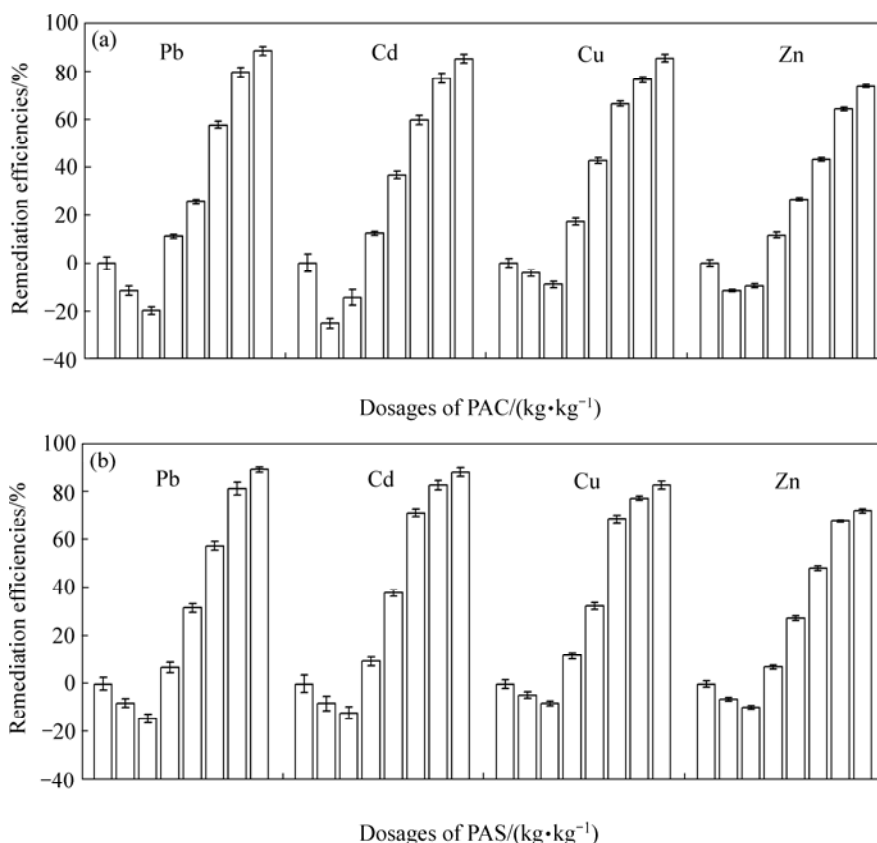 100
(a)
Pb Cd Cu Zn
80
60
40
20
0
−20
−40
Remediation efficiencies/%
Dosages of PAC/(kg•kg⁻¹)
100
(b)
Pb Cd Cu Zn
80
60
40
20
0
−20
−40
Remediation efficiencies/%
Dosages of PAS/(kg•kg⁻¹)